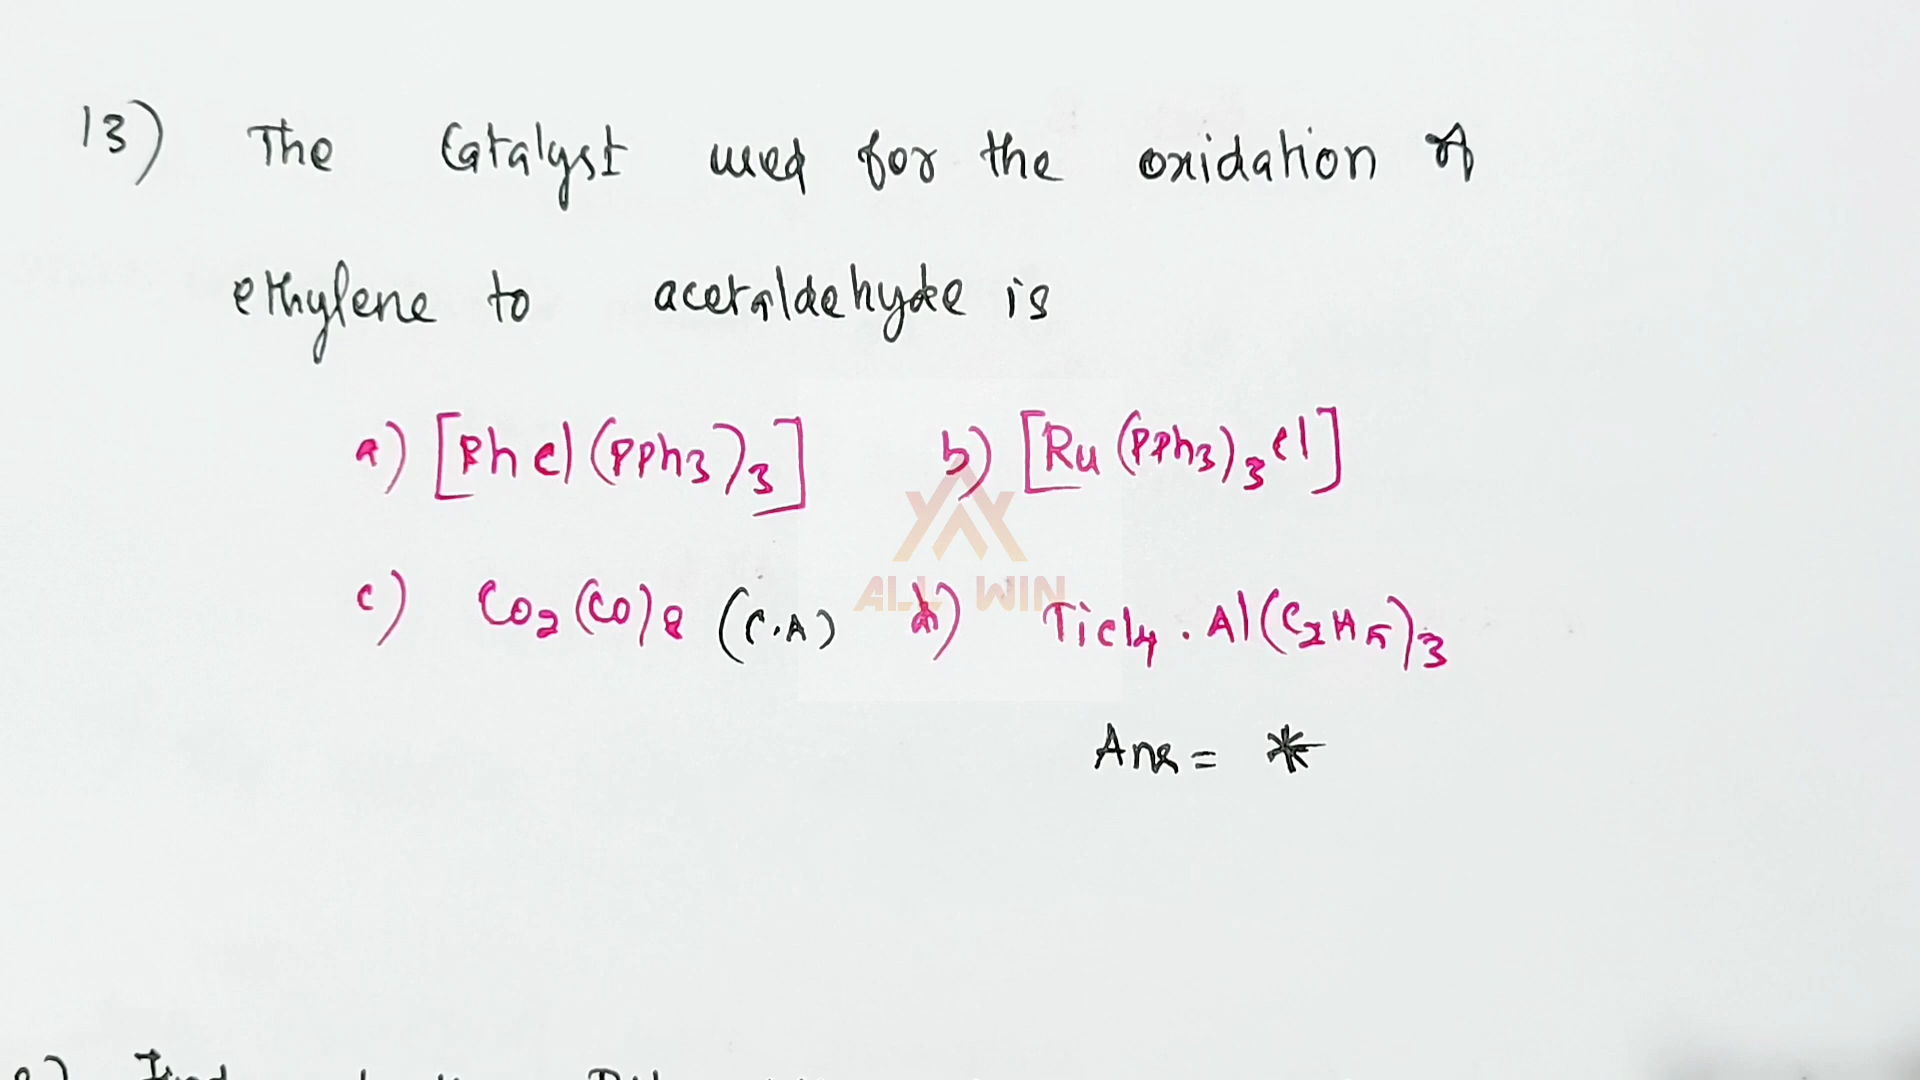 13) The Catalyst used for the oxidation of
ethylene to acetaldehyde is
a) [Rh Cl (PPh3)3] b) [Ru (PPh3)3 Cl]
c) Co2(CO)8 (C.A) d) TiCl4 . Al(C2H5)3
ALL WIN
Ans = *